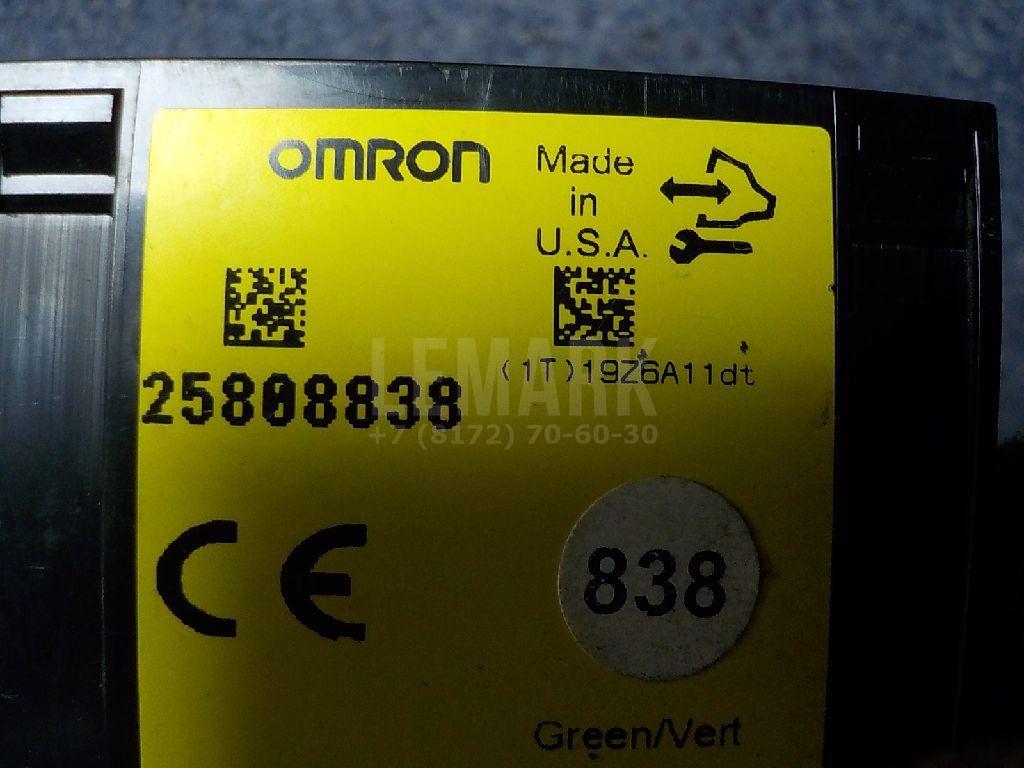 OMRON
Made
in
U.S.A.
(1T)19Z6A11dt
25808838
LEMARK
+7 (8172) 70-60-30
CE
838
Green/Vert